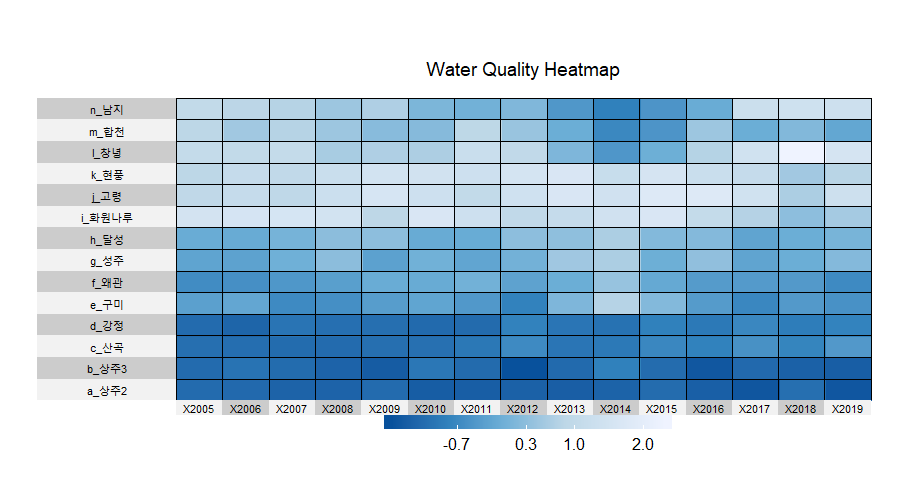 Water Quality Heatmap
n_남지
m_합천
l_창녕
k_현풍
j_고령
i_화원나루
h_달성
g_성주
f_왜관
e_구미
d_강정
c_산곡
b_상주3
a_상주2
X2005 X2006 X2007 X2008 X2009 X2010 X2011 X2012 X2013 X2014 X2015 X2016 X2017 X2018 X2019
-0.7 0.3 1.0 2.0